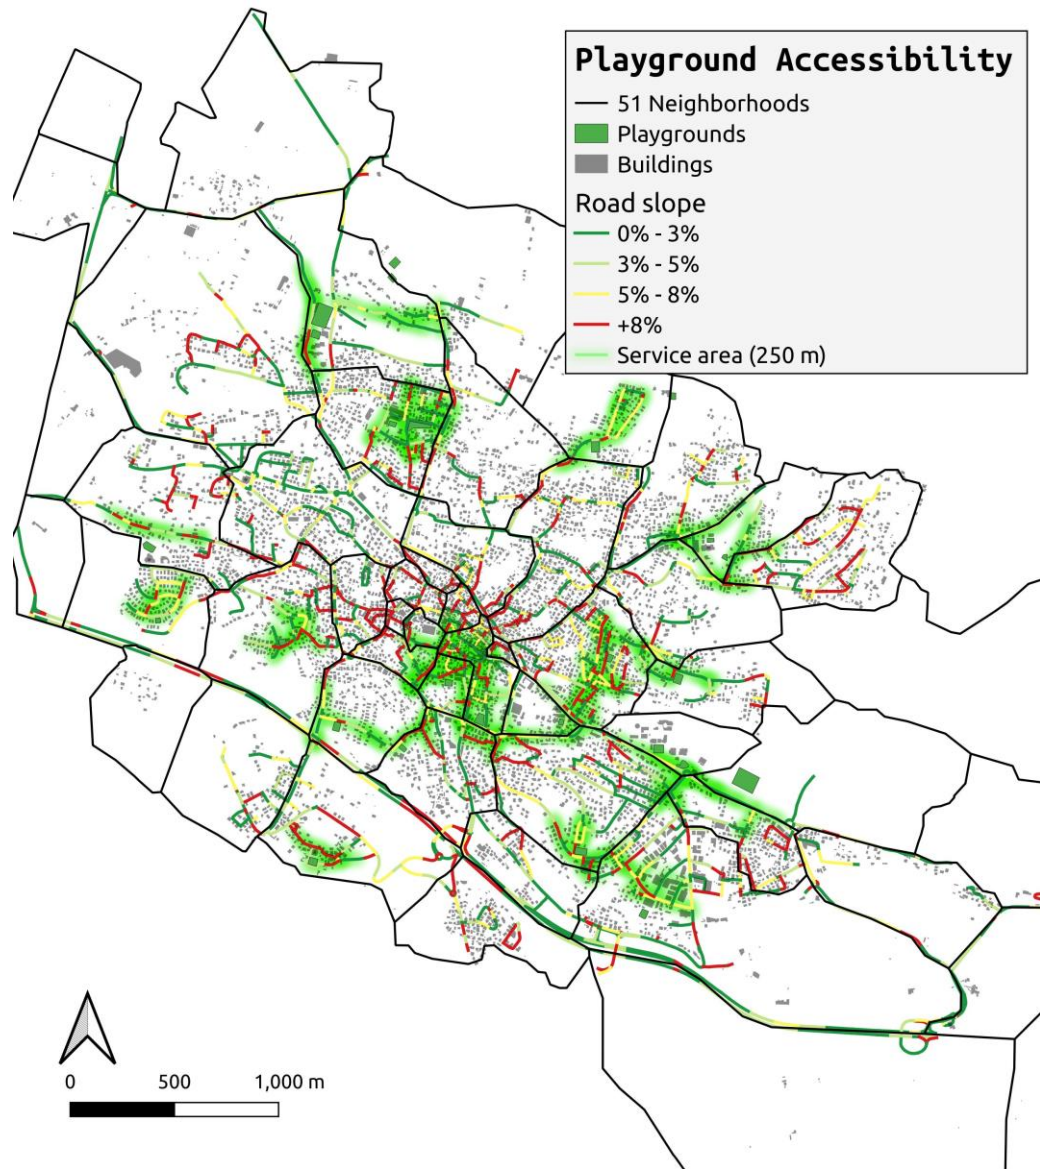 Playground Accessibility
51 Neighborhoods
Playgrounds
Buildings
Road slope
0% - 3%
3% - 5%
5% - 8%
+8%
Service area (250 m)
0 500 1,000 m